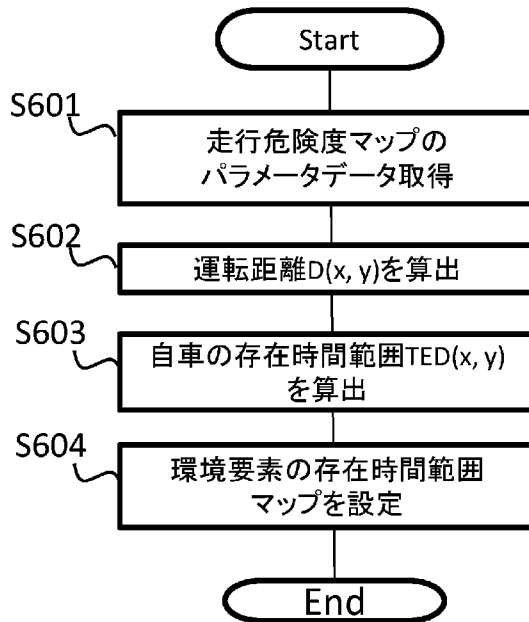 Start
S601
走行危険度マップの
パラメータデータ取得
S602
運転距離D(x, y)を算出
S603
自車の存在時間範囲TED(x, y)
を算出
S604
環境要素の存在時間範囲
マップを設定
End